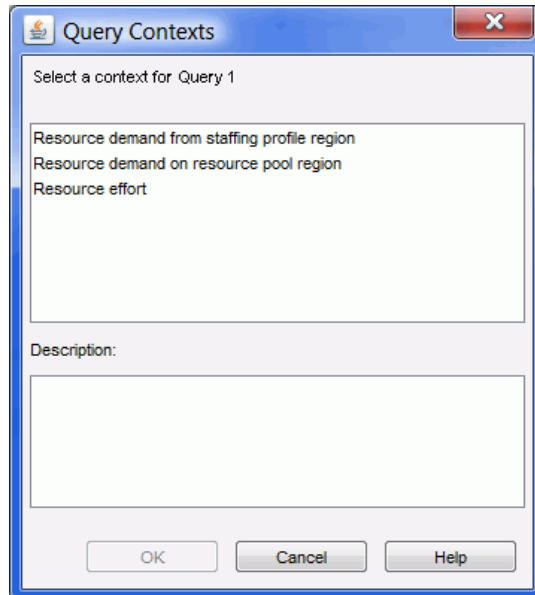 Query Contexts
Select a context for Query 1
Resource demand from staffing profile region
Resource demand on resource pool region
Resource effort
Description:
OK
Cancel
Help